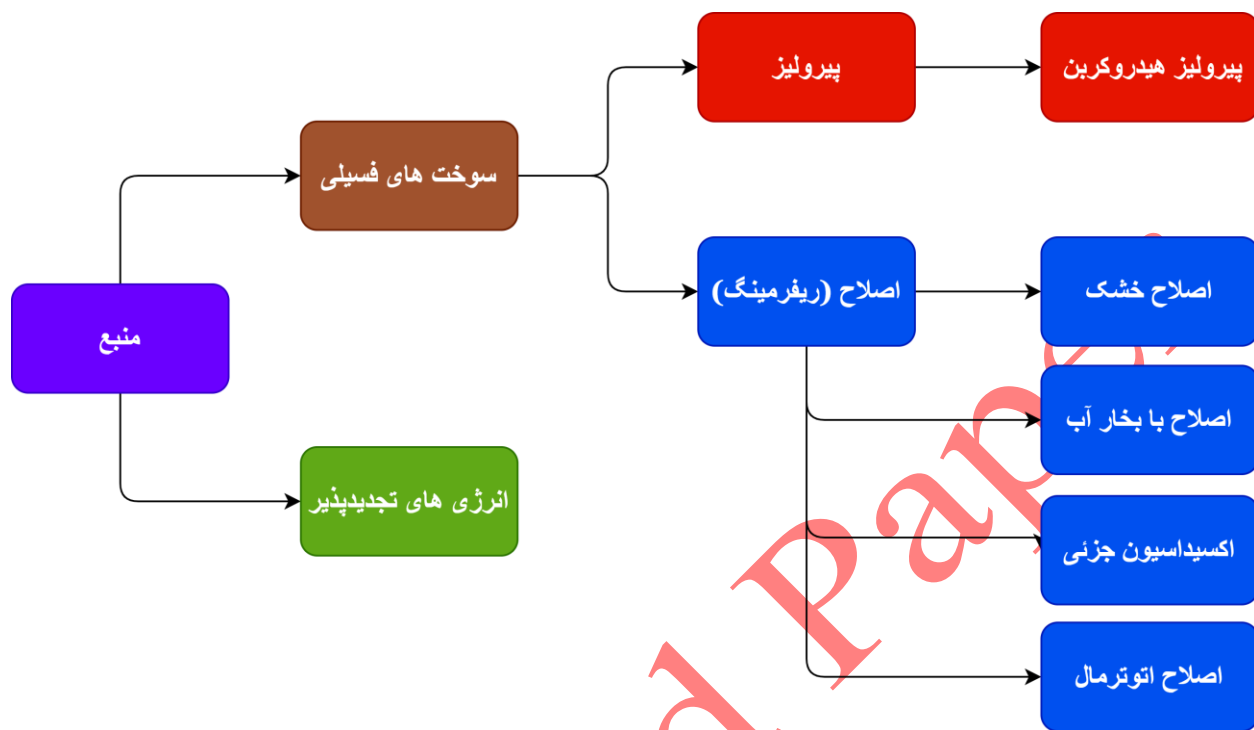 پیرولیز هیدروکربن
پیرولیز
سوخت های فسیلی
اصلاح خشک
اصلاح (ریفرمینگ)
منبع
اصلاح با بخار آب
انرژی های تجدیدپذیر
اکسیداسیون جزئی
اصلاح اتوترمال
d Paper